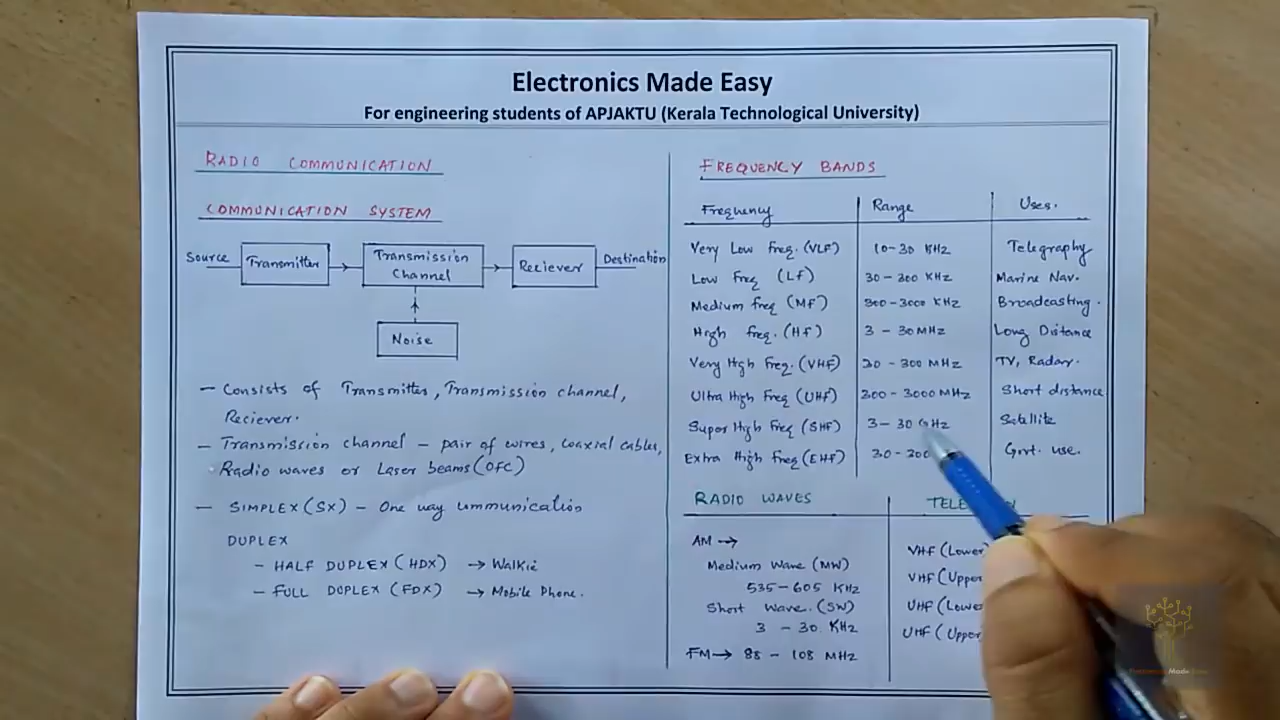 Electronics Made Easy
For engineering students of APJAKTU (Kerala Technological University)
RADIO COMMUNICATION
COMMUNICATION SYSTEM
Source
Transmitter
Transmission Channel
Reciever
Destination
Noise
- Consists of Transmitter, Transmission channel,
Reciever.
- Transmission channel - pair of wires, coaxial cables,
Radio waves or Laser beams (OFC)
- SIMPLEX (SX) - One way communication
DUPLEX
- HALF DUPLEX (HDX) → Walkie
- FULL DUPLEX (FDX) → Mobile Phone.
FREQUENCY BANDS
Frequency Range Uses.
Very Low Freq. (VLF) 10-30 KHz Telegraphy
Low Freq (LF) 30-300 KHz Marine Nav.
Medium freq (MF) 300-3000 KHz Broadcasting.
High freq. (HF) 3 - 30 MHz Long Distance
Very High Freq. (VHF) 30 - 300 MHz TV, Radar.
Ultra High Freq (UHF) 300-3000 MHz Short distance
Super High Freq (SHF) 3-30 GHz Satellite
Extra High Freq (EHF) 30-300 Govt. use.
RADIO WAVES
AM →
Medium Wave (MW)
535-605 KHz
Short Wave. (SW)
3 - 30 KHz
FM → 88 - 108 MHz
VHF (Lower
VHF (Upper
UHF (Lowe
UHF (Upper